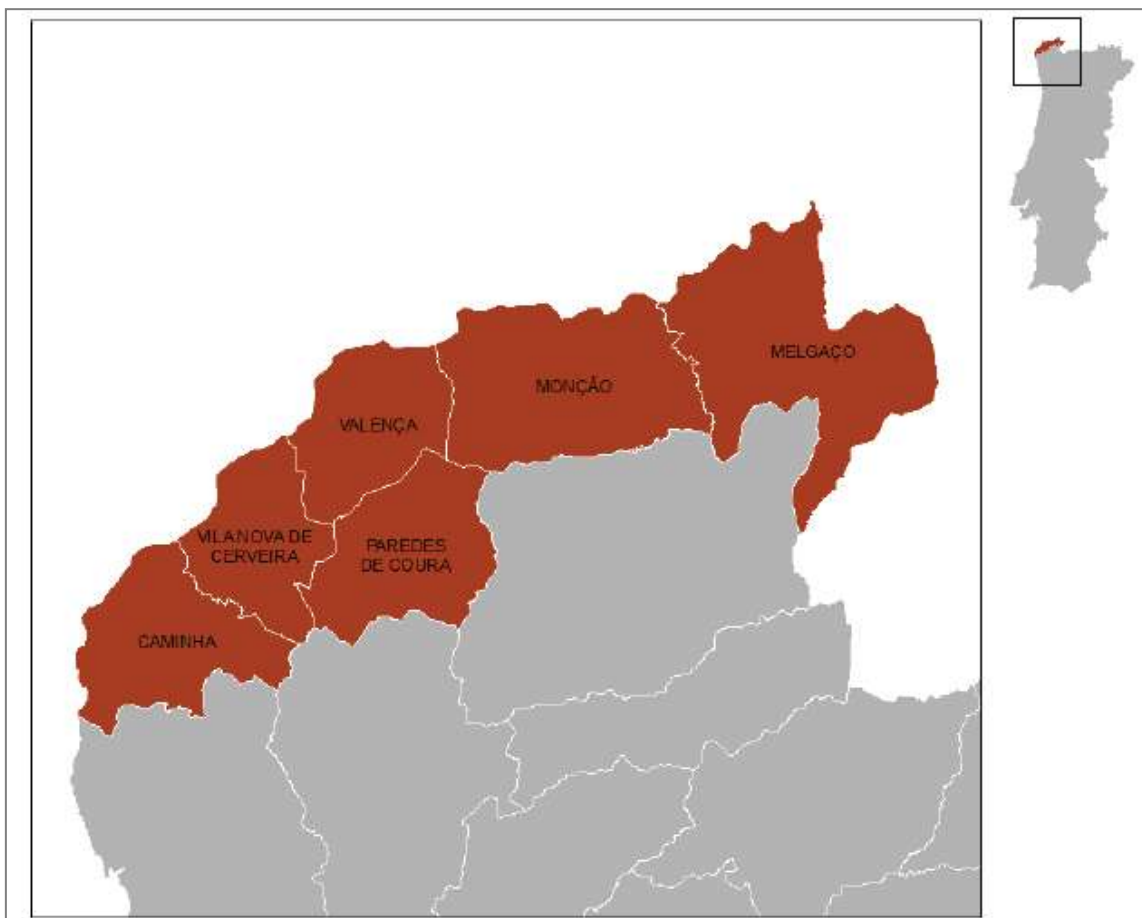 MELGAÇO
MONÇÃO
VALENÇA
VILA NOVA DE
CERVEIRA
PAREDES
DE COURA
CAMINHA